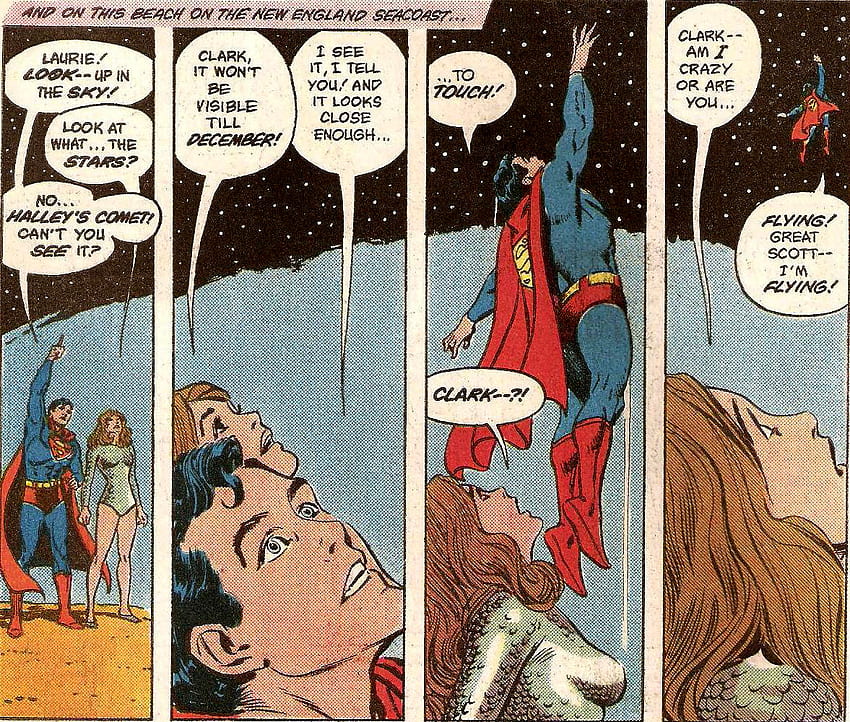 AND ON THIS BEACH ON THE NEW ENGLAND SEACOAST...
LAURIE!
LOOK-- UP IN
THE SKY!
LOOK AT
WHAT... THE
STARS?
NO...
HALLEY'S COMET!
CAN'T YOU
SEE IT?
CLARK,
IT WON'T
BE
VISIBLE
TILL
DECEMBER!
I SEE
IT, I TELL
YOU! AND
IT LOOKS
CLOSE
ENOUGH...
...TO
TOUCH!
CLARK--?!
CLARK--
AM I
CRAZY
OR ARE
YOU...
FLYING!
GREAT
SCOTT--
I'M
FLYING!